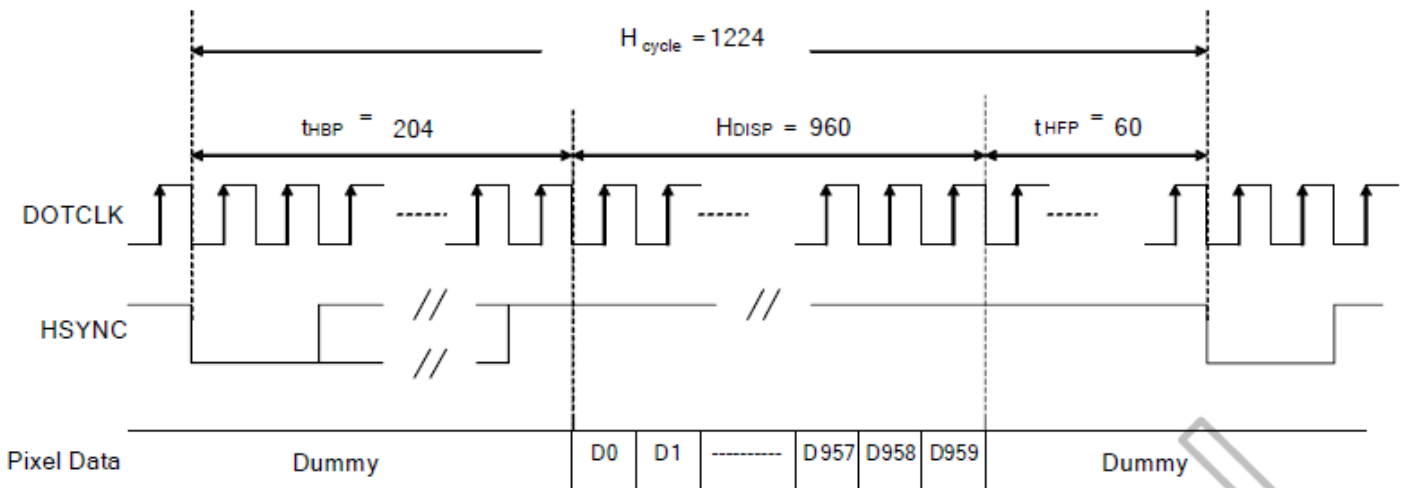 H cycle = 1224
tHBP = 204
HDISP = 960
tHFP = 60
DOTCLK
HSYNC
Pixel Data
Dummy
D0
D1
D957
D958
D959
Dummy